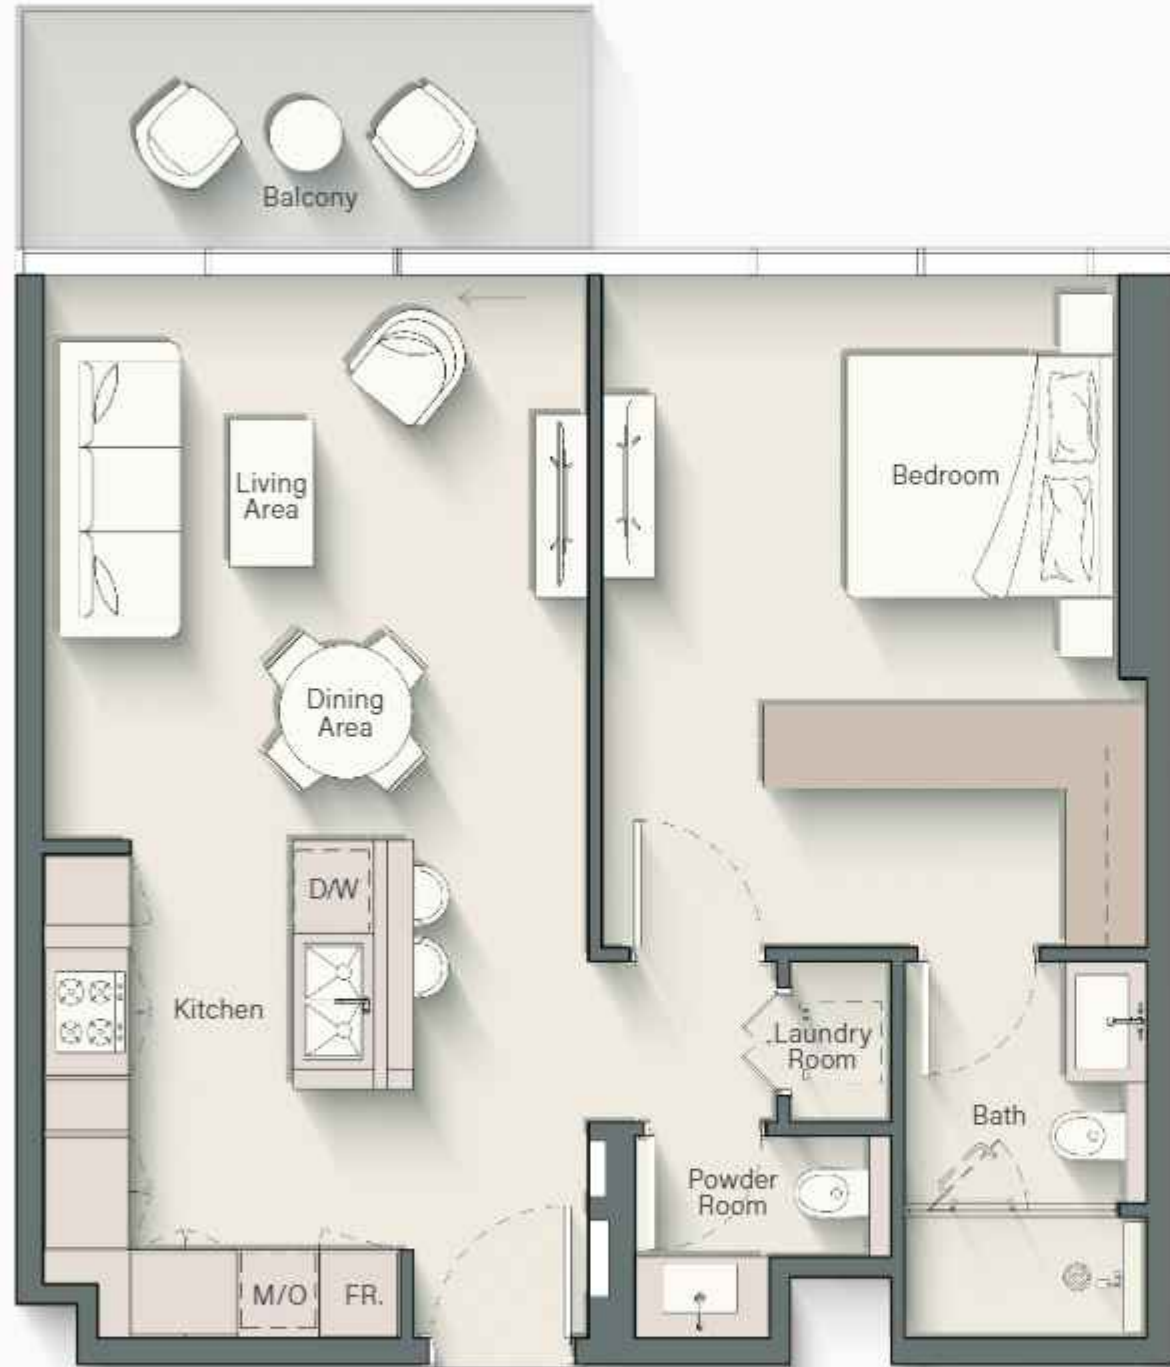 Balcony
Living
Area
Bedroom
Dining
Area
D/W
Kitchen
Laundry
Room
Bath
Powder
Room
M/O
FR.